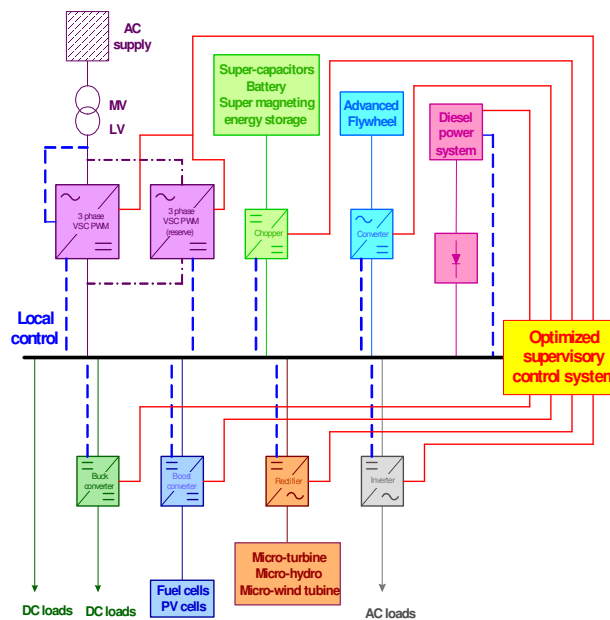 AC
supply
MV
LV
Super-capacitors
Battery
Super magneting
energy storage
Advanced
Flywheel
Diesel
power
system
3 phase
VSC PWM
3 phase
VSC PWM
(reserve)
Chopper
Converter
Local
control
Optimized
supervisory
control system
Buck
converter
Boost
converter
Rectifier
Inverter
Fuel cells
PV cells
Micro-turbine
Micro-hydro
Micro-wind tubine
DC loads
DC loads
AC loads